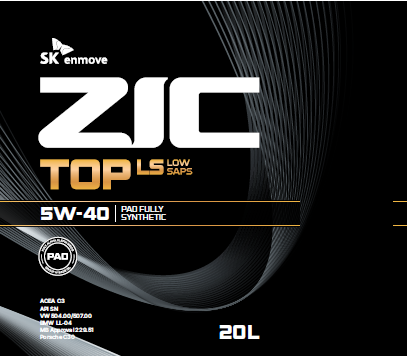 SK enmove
ZIC
TOP LS LOW SAPS
5W-40 PAO FULLY SYNTHETIC
PAO
ACEA C3
API SN
VW 504.00/507.00
BMW LL-04
MB Approval 229.51
Porsche C30
20L